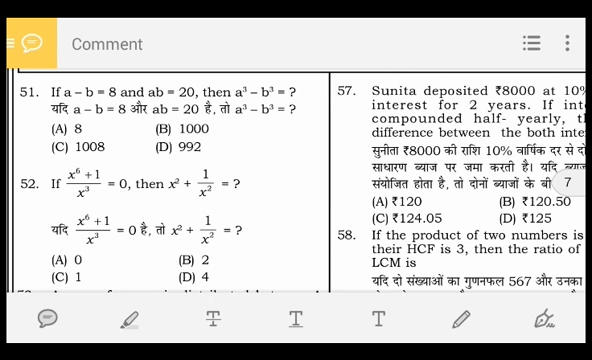 Comment
51. If a – b = 8 and ab = 20, then a³ – b³ = ?
यदि a – b = 8 और ab = 20 है, तो a³ – b³ = ?
(A) 8 (B) 1000
(C) 1008 (D) 992
52. If (x⁶ + 1)/x³ = 0, then x² + 1/x² = ?
यदि (x⁶ + 1)/x³ = 0 है, तो x² + 1/x² = ?
(A) 0 (B) 2
(C) 1 (D) 4
57. Sunita deposited ₹8000 at 10%
interest for 2 years. If int
compounded half- yearly, t
difference between the both inte
सुनीता ₹8000 की राशि 10% वार्षिक दर से दो
साधारण ब्याज पर जमा करती है। यदि ब्याज
संयोजित होता है, तो दोनों ब्याजों के बी
7
(A) ₹120 (B) ₹120.50
(C) ₹124.05 (D) ₹125
58. If the product of two numbers is
their HCF is 3, then the ratio of
LCM is
यदि दो संख्याओं का गुणनफल 567 और उनका
T T T